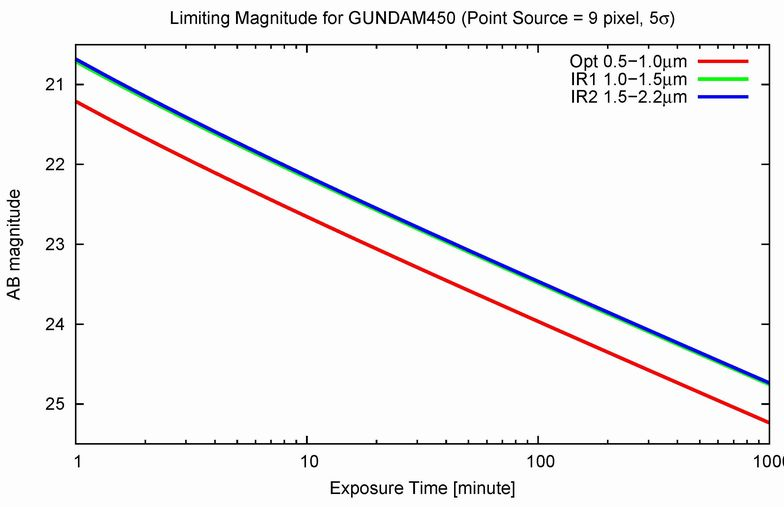 Limiting Magnitude for GUNDAM450 (Point Source = 9 pixel, 5σ)
Opt 0.5−1.0μm
IR1 1.0−1.5μm
IR2 1.5−2.2μm
21
22
23
24
25
AB magnitude
1 10 100 1000
Exposure Time [minute]